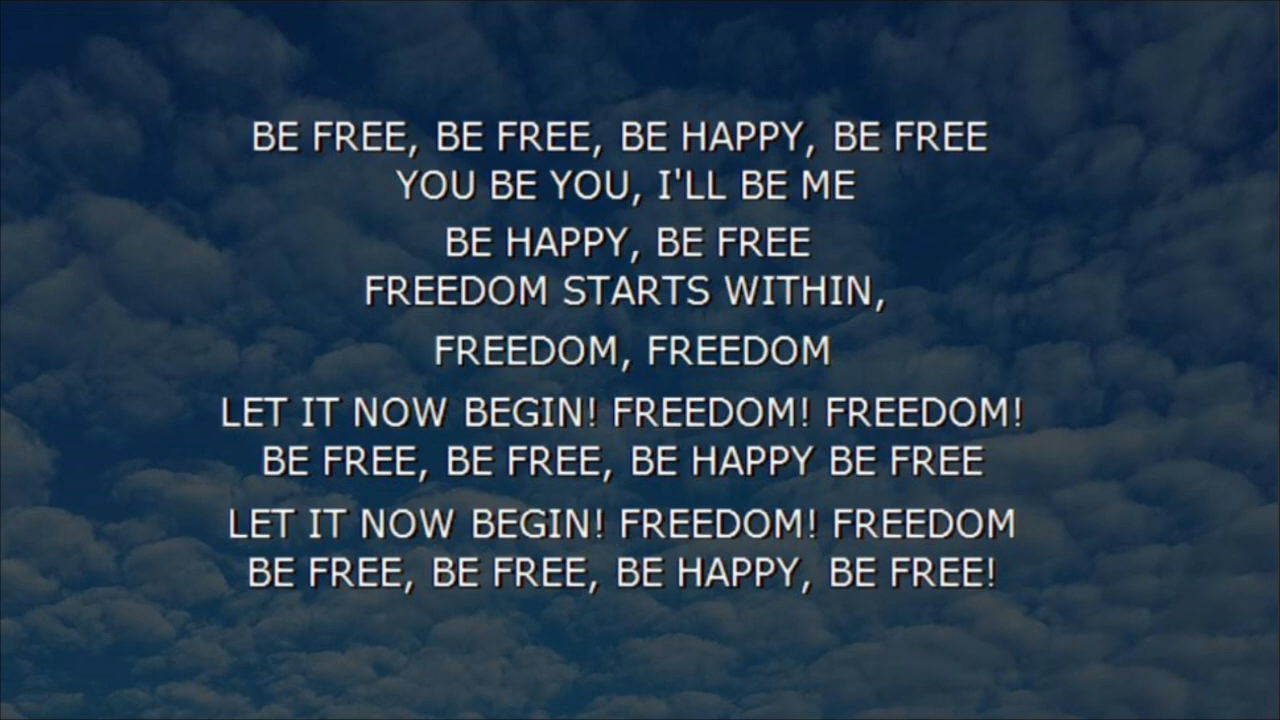 BE FREE, BE FREE, BE HAPPY, BE FREE
YOU BE YOU, I'LL BE ME
BE HAPPY, BE FREE
FREEDOM STARTS WITHIN,
FREEDOM, FREEDOM
LET IT NOW BEGIN! FREEDOM! FREEDOM!
BE FREE, BE FREE, BE HAPPY BE FREE
LET IT NOW BEGIN! FREEDOM! FREEDOM
BE FREE, BE FREE, BE HAPPY, BE FREE!